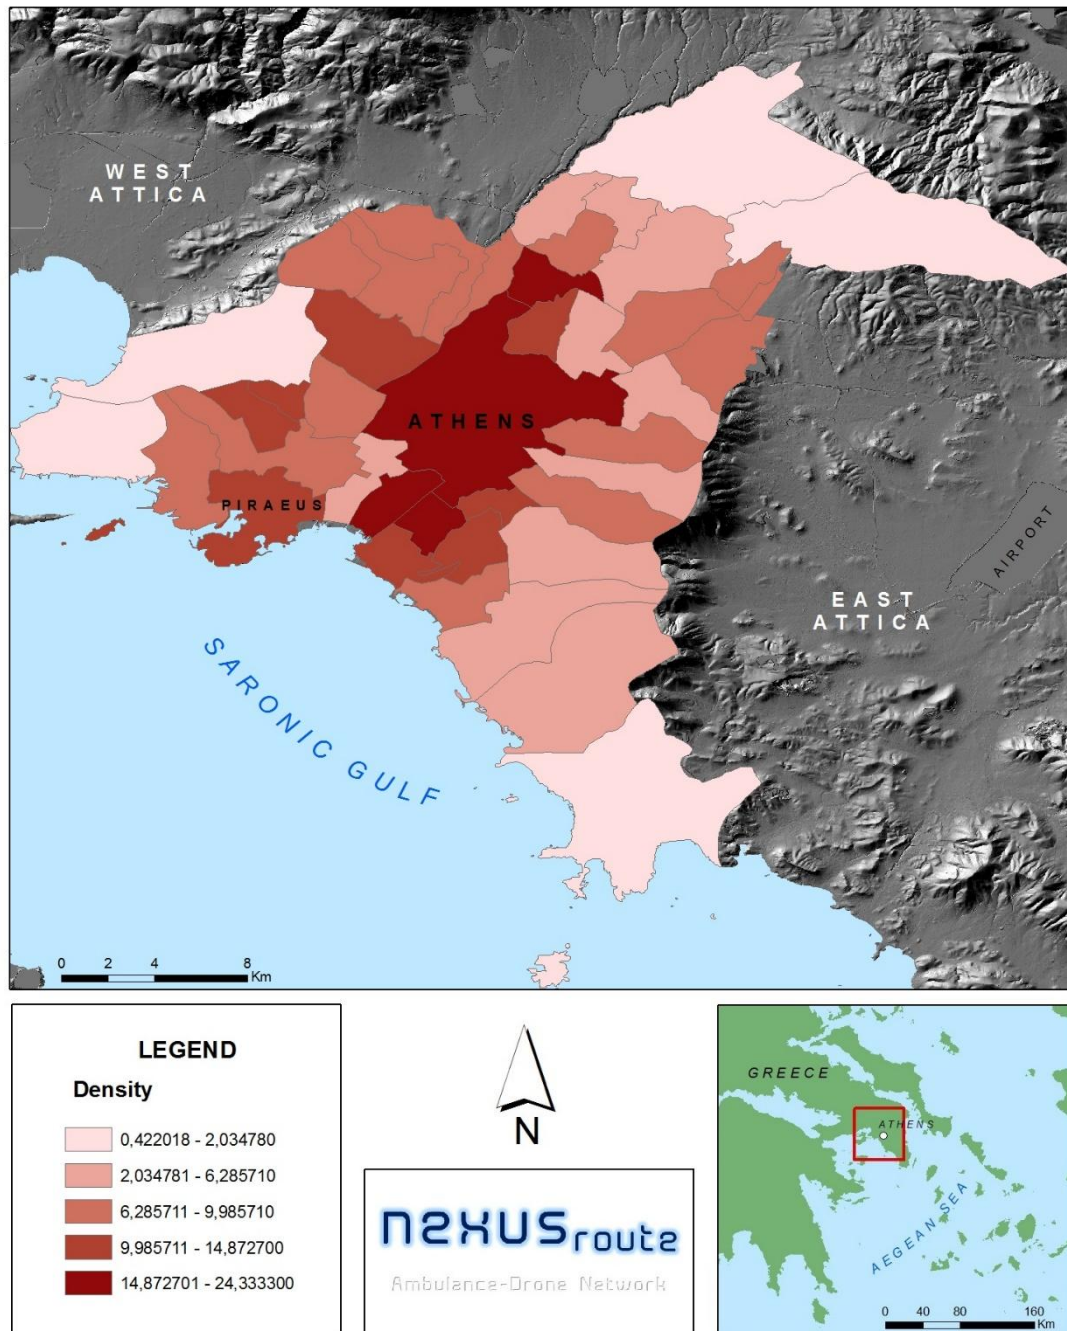 WEST
ATTICA
ATHENS
PIRAEUS
AIRPORT
EAST
ATTICA
SARONIC GULF
0 2 4 8
Km
LEGEND
Density
0,422018 - 2,034780
2,034781 - 6,285710
6,285711 - 9,985710
9,985711 - 14,872700
14,872701 - 24,333300
N
nexus route
Ambulance-Drone Network
GREECE
ATHENS
AEGEAN SEA
0 40 80 160
Km